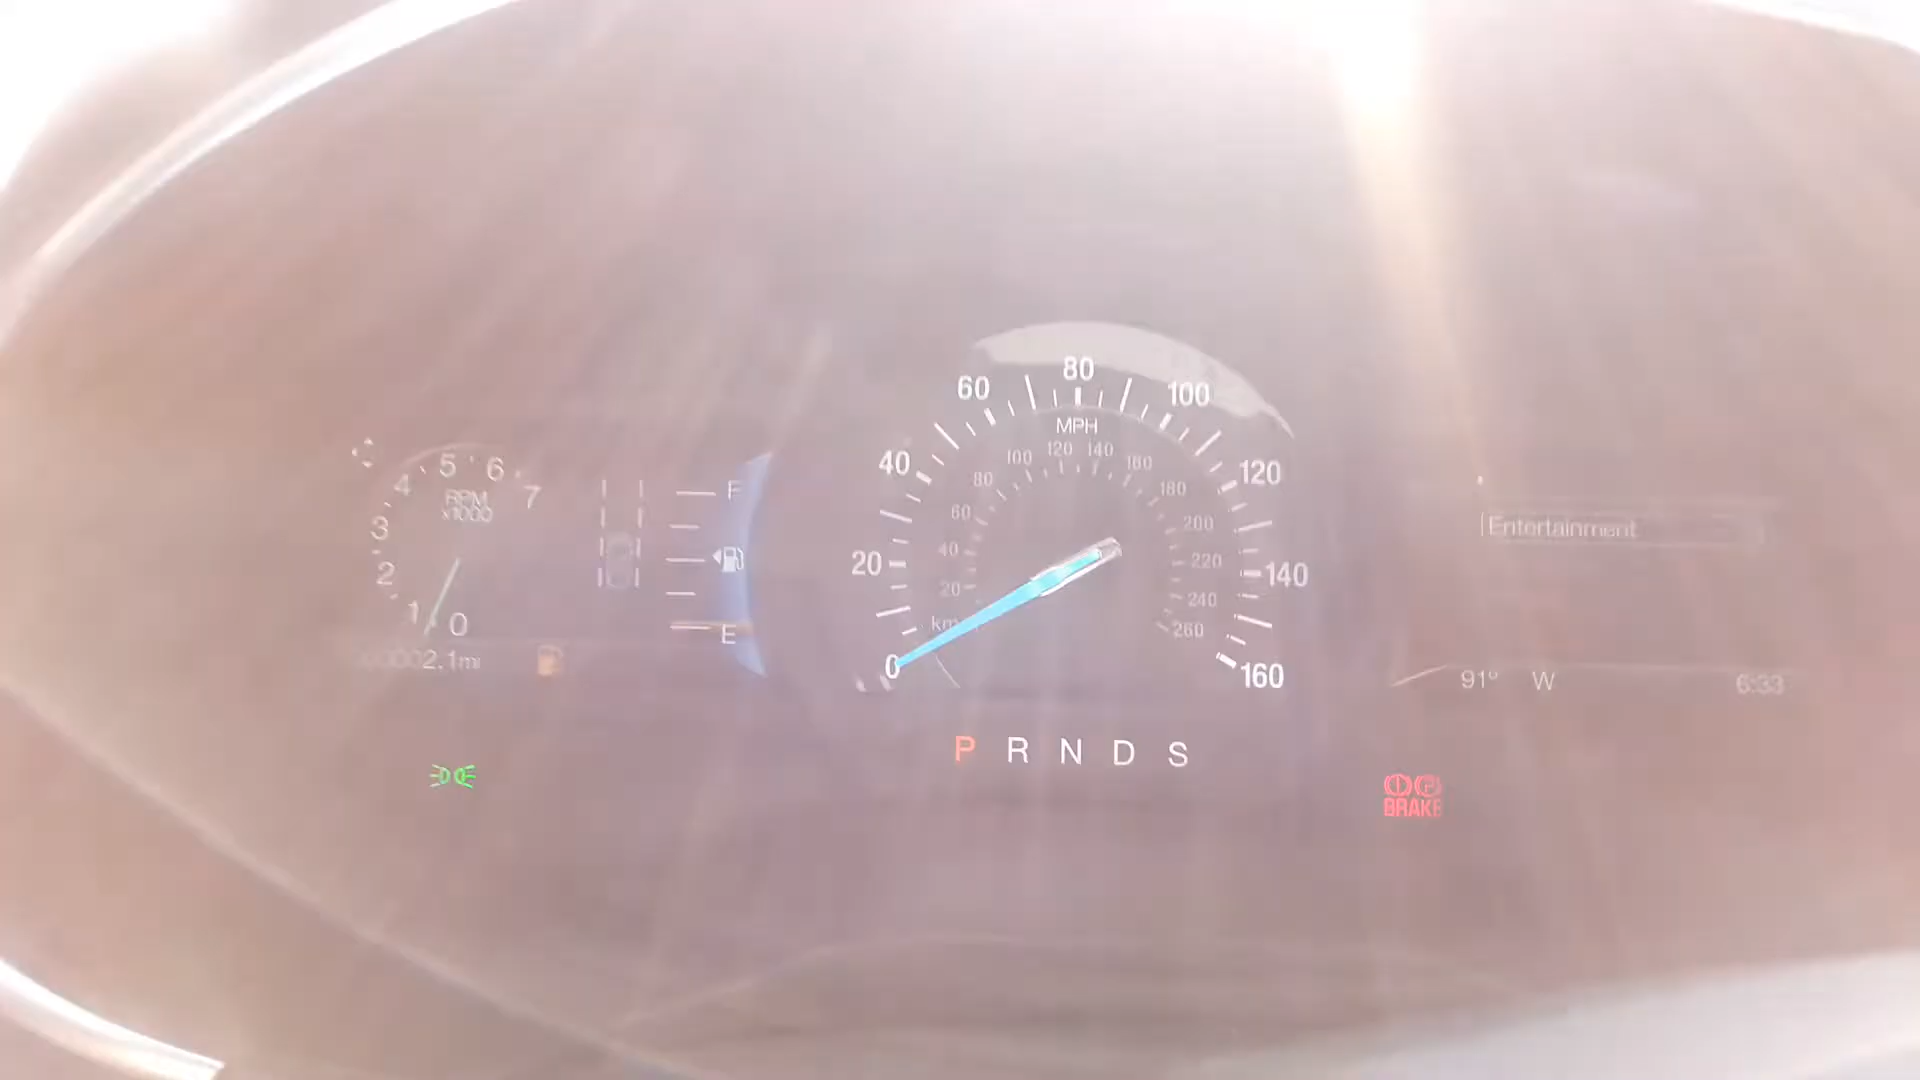 5 6
4 7
RPM
x1000
3
2
1 0
2.1mi
F
E
80
60 100
MPH
40 120
20 140
0 160
120 140
100 160
80 180
60 200
40 220
20 240
260
P R N D S
Entertainment
91° W 6:33
BRAKE